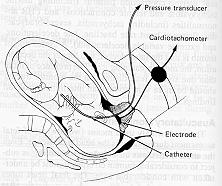 Pressure transducer
Cardiotachometer
Electrode
Catheter